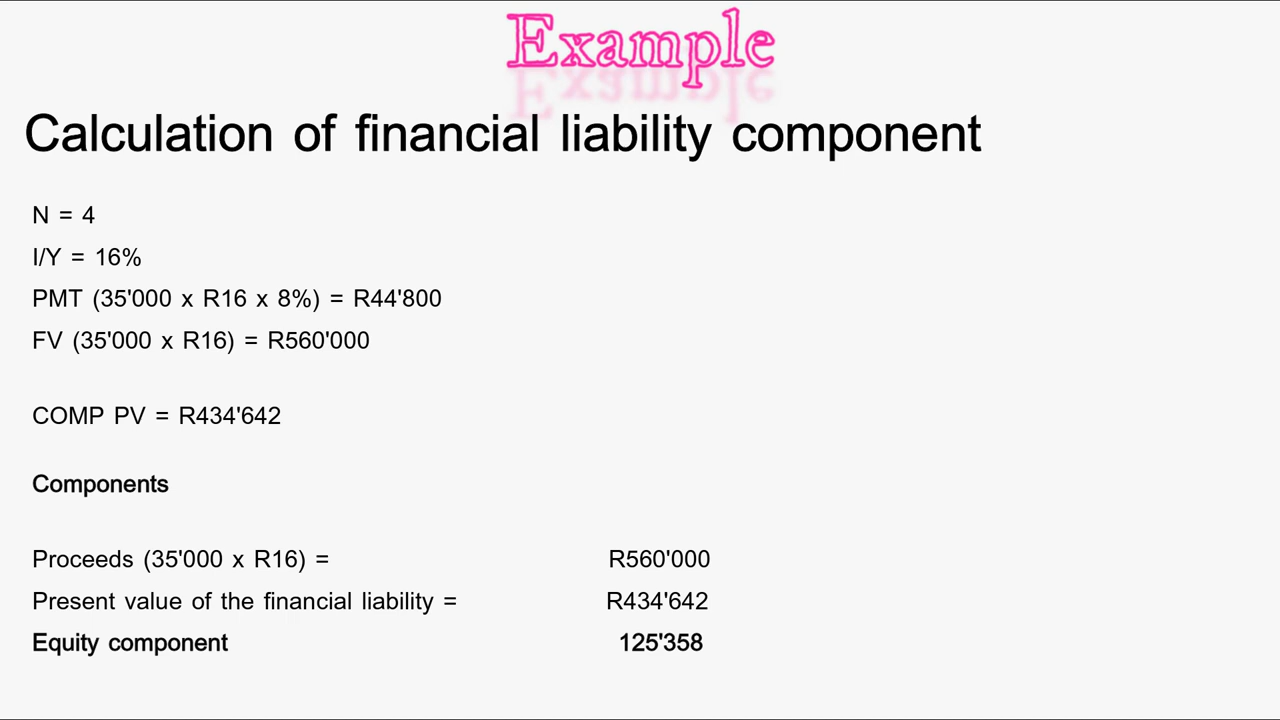 Example
Calculation of financial liability component
N = 4
I/Y = 16%
PMT (35'000 x R16 x 8%) = R44'800
FV (35'000 x R16) = R560'000
COMP PV = R434'642
Components
Proceeds (35'000 x R16) = R560'000
Present value of the financial liability = R434'642
Equity component 125'358